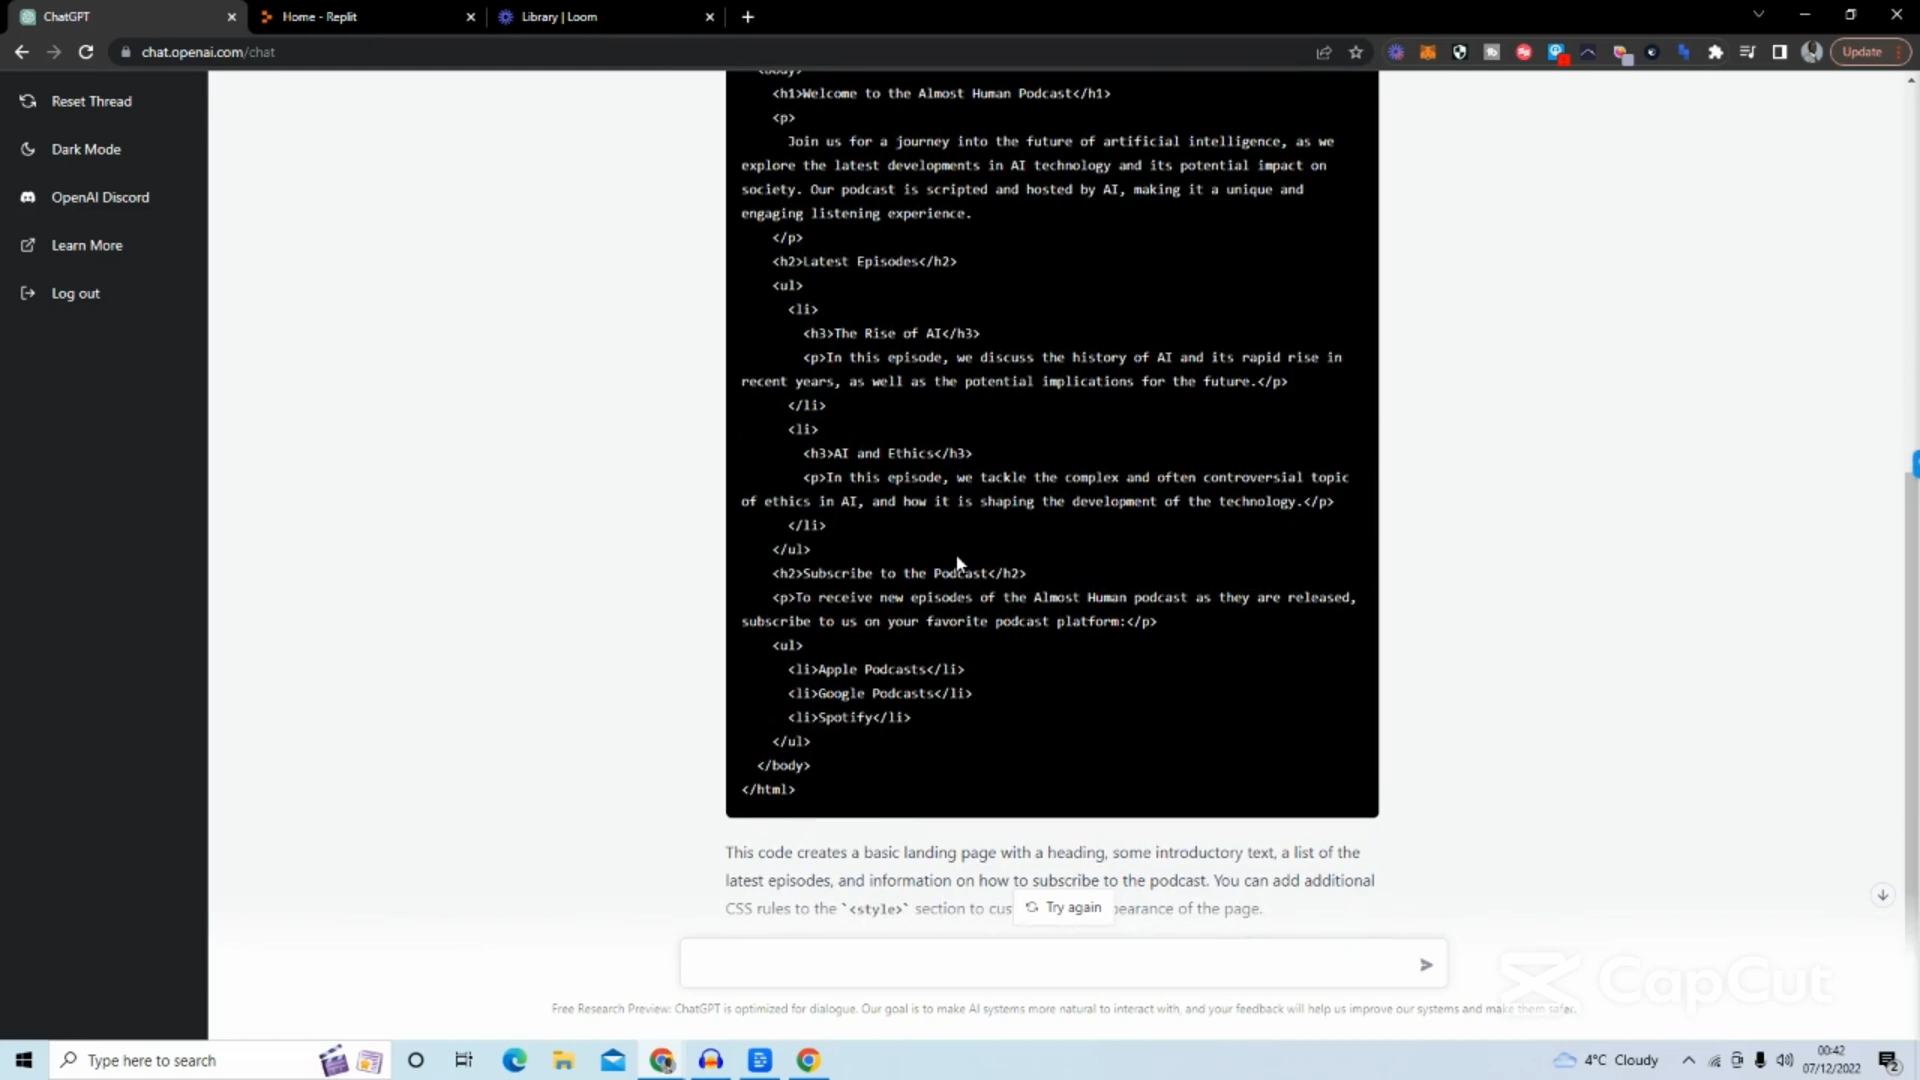 ChatGPT
Home - Replit
Library | Loom
chat.openai.com/chat
Update
Reset Thread
Dark Mode
OpenAI Discord
Learn More
Log out
<body>
<h1>Welcome to the Almost Human Podcast</h1>
<p>
Join us for a journey into the future of artificial intelligence, as we
explore the latest developments in AI technology and its potential impact on
society. Our podcast is scripted and hosted by AI, making it a unique and
engaging listening experience.
</p>
<h2>Latest Episodes</h2>
<ul>
<li>
<h3>The Rise of AI</h3>
<p>In this episode, we discuss the history of AI and its rapid rise in
recent years, as well as the potential implications for the future.</p>
</li>
<li>
<h3>AI and Ethics</h3>
<p>In this episode, we tackle the complex and often controversial topic
of ethics in AI, and how it is shaping the development of the technology.</p>
</li>
</ul>
<h2>Subscribe to the Podcast</h2>
<p>To receive new episodes of the Almost Human podcast as they are released,
subscribe to us on your favorite podcast platform:</p>
<ul>
<li>Apple Podcasts</li>
<li>Google Podcasts</li>
<li>Spotify</li>
</ul>
</body>
</html>
This code creates a basic landing page with a heading, some introductory text, a list of the
latest episodes, and information on how to subscribe to the podcast. You can add additional
CSS rules to the `<style>` section to cus Try again pearance of the page.
CapCut
Free Research Preview: ChatGPT is optimized for dialogue. Our goal is to make AI systems more natural to interact with, and your feedback will help us improve our systems and make them safer.
Type here to search
4°C Cloudy
00:42
07/12/2022
2